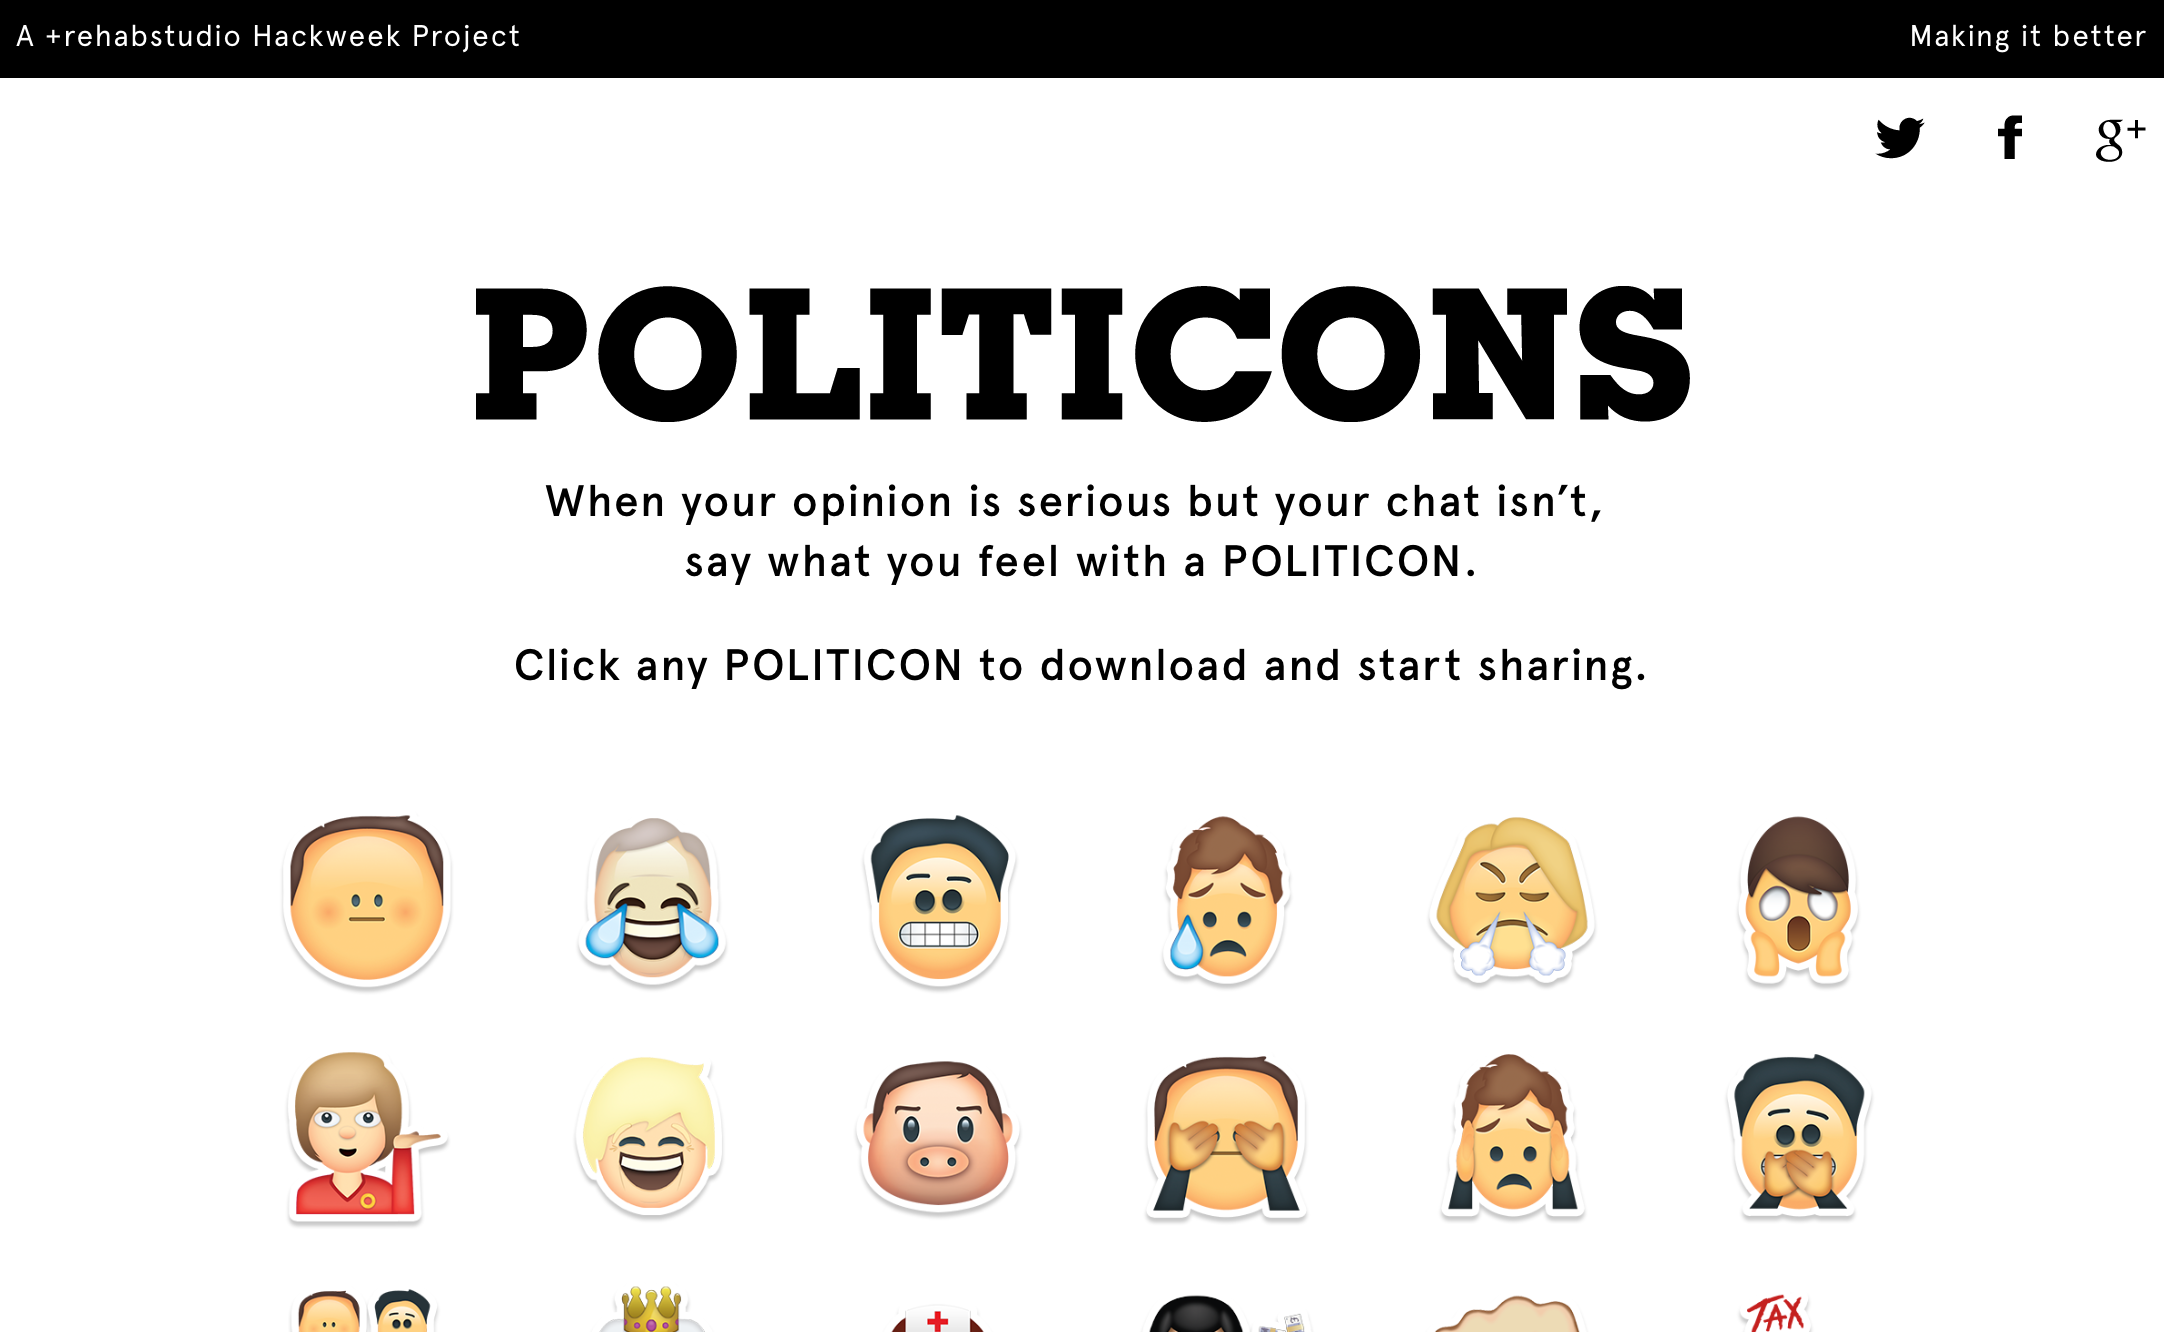 A +rehabstudio Hackweek Project
Making it better
g+
POLITICONS
When your opinion is serious but your chat isn’t,
say what you feel with a POLITICON.
Click any POLITICON to download and start sharing.
TAX